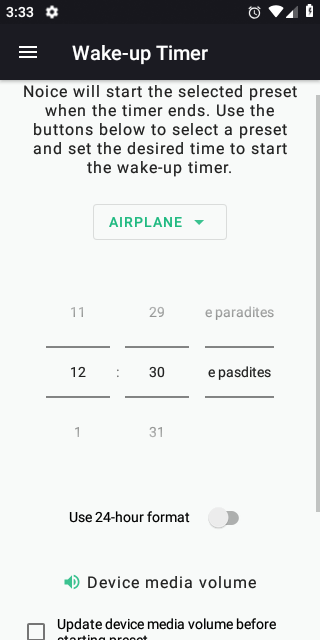 3:33
Wake-up Timer
Noice will start the selected preset
when the timer ends. Use the
buttons below to select a preset
and set the desired time to start
the wake-up timer.
AIRPLANE
11 29 e paradites
12 : 30 e pasdites
1 31
Use 24-hour format
Device media volume
Update device media volume before
starting preset